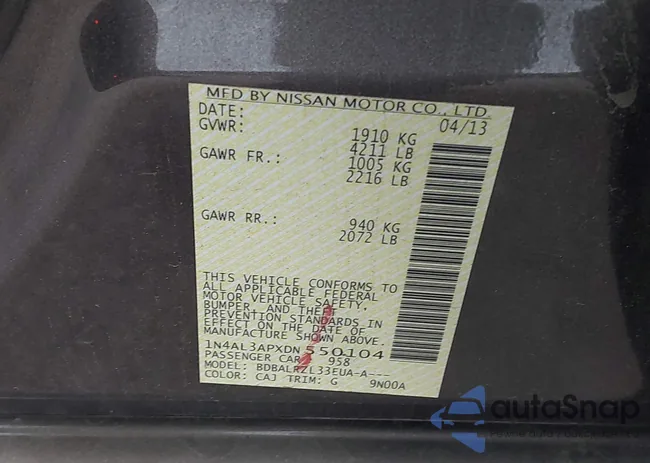 MFD BY NISSAN MOTOR CO., LTD.
DATE: 04/13
GVWR: 1910 KG
4211 LB
GAWR FR.: 1005 KG
2216 LB
GAWR RR.: 940 KG
2072 LB
THIS VEHICLE CONFORMS TO
ALL APPLICABLE FEDERAL
MOTOR VEHICLE SAFETY,
BUMPER, AND THEFT
PREVENTION STANDARDS IN
EFFECT ON THE DATE OF
MANUFACTURE SHOWN ABOVE.
1N4AL3APXDN 550104
PASSENGER CAR 958
MODEL: BDBALRZL33EUA-A---
COLOR: CAJ TRIM: G 9N00A
autaSnap